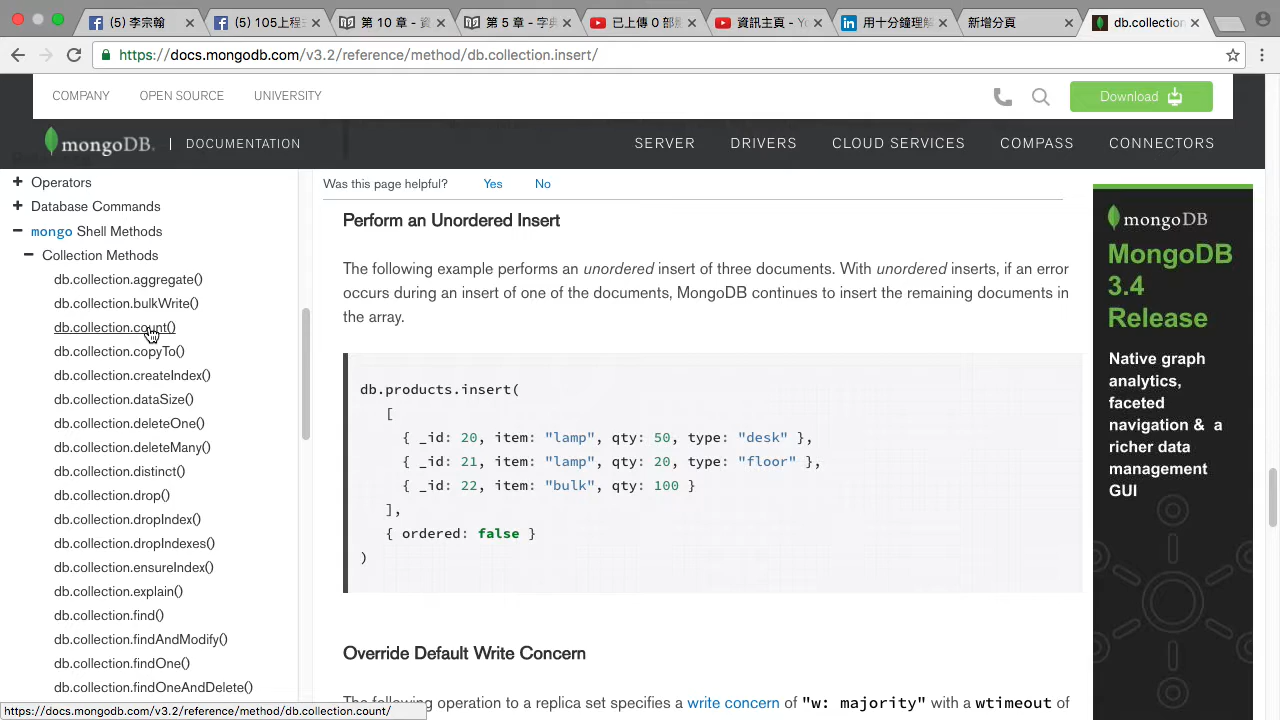 (5) 李宗翰
(5) 105上程式
第 10 章 -
第 5 章 - 字典
已上傳 0 部
資訊主頁 - Yo
用十分鐘理解
新增分頁
db.collection
https://docs.mongodb.com/v3.2/reference/method/db.collection.insert/
COMPANY OPEN SOURCE UNIVERSITY
Download
mongoDB. | DOCUMENTATION
SERVER DRIVERS CLOUD SERVICES COMPASS CONNECTORS
Operators
Database Commands
mongo Shell Methods
Collection Methods
db.collection.aggregate()
db.collection.bulkWrite()
db.collection.count()
db.collection.copyTo()
db.collection.createIndex()
db.collection.dataSize()
db.collection.deleteOne()
db.collection.deleteMany()
db.collection.distinct()
db.collection.drop()
db.collection.dropIndex()
db.collection.dropIndexes()
db.collection.ensureIndex()
db.collection.explain()
db.collection.find()
db.collection.findAndModify()
db.collection.findOne()
db.collection.findOneAndDelete()
https://docs.mongodb.com/v3.2/reference/method/db.collection.count/
Was this page helpful? Yes No
Perform an Unordered Insert
The following example performs an unordered insert of three documents. With unordered inserts, if an error
occurs during an insert of one of the documents, MongoDB continues to insert the remaining documents in
the array.
db.products.insert(
[
{ _id: 20, item: "lamp", qty: 50, type: "desk" },
{ _id: 21, item: "lamp", qty: 20, type: "floor" },
{ _id: 22, item: "bulk", qty: 100 }
],
{ ordered: false }
)
Override Default Write Concern
The following operation to a replica set specifies a write concern of "w: majority" with a wtimeout of
mongoDB
MongoDB
3.4
Release
Native graph
analytics,
faceted
navigation & a
richer data
management
GUI